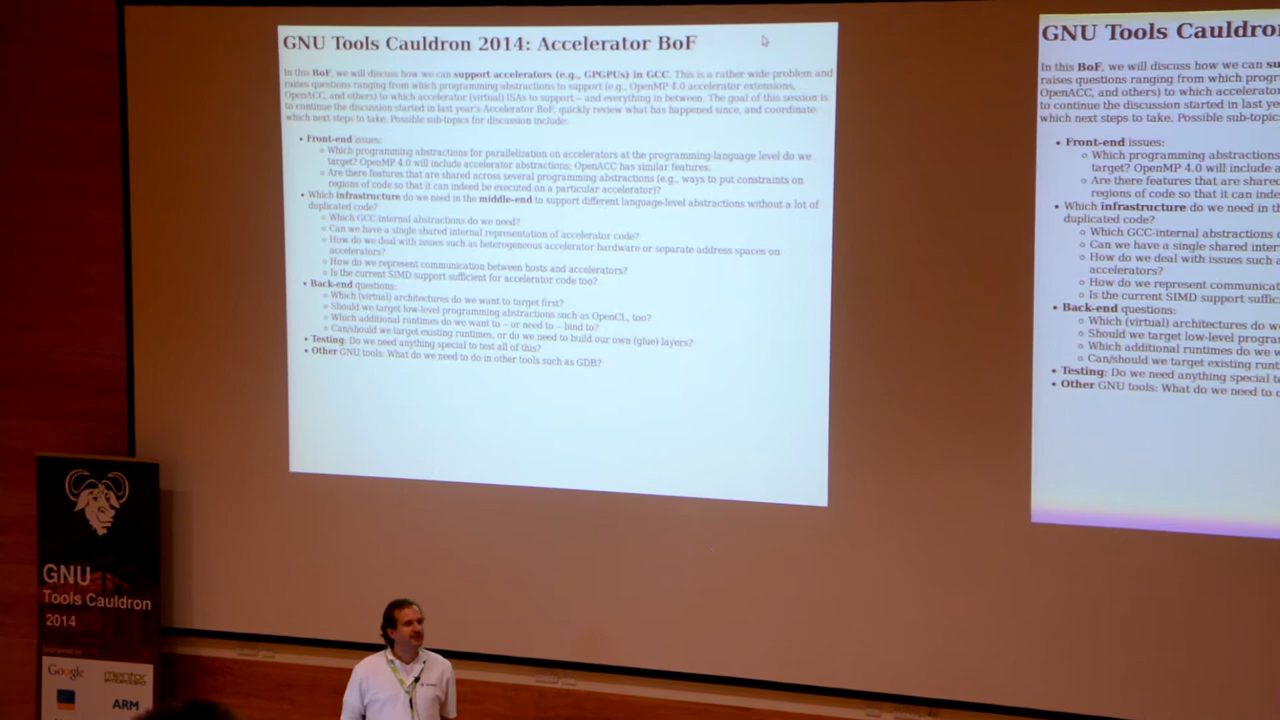 GNU Tools Cauldron 2014: Accelerator BoF
In this BoF, we will discuss how we can support accelerators (e.g., GPGPUs) in GCC. This is a rather wide problem and
raises questions ranging from which programming abstractions to support (e.g., OpenMP 4.0 accelerator extensions,
OpenACC, and others) to which accelerator (virtual) ISAs to support – and everything in between. The goal of this session is
to continue the discussion started in last year's Accelerator BoF, quickly review what has happened since, and coordinate
which next steps to take. Possible sub-topics for discussion include:
• Front-end issues:
○ Which programming abstractions for parallelization on accelerators at the programming-language level do we
target? OpenMP 4.0 will include accelerator abstractions; OpenACC has similar features.
○ Are there features that are shared across several programming abstractions (e.g., ways to put constraints on
regions of code so that it can indeed be executed on a particular accelerator)?
• Which infrastructure do we need in the middle-end to support different language-level abstractions without a lot of
duplicated code?
○ Which GCC-internal abstractions do we need?
○ Can we have a single shared internal representation of accelerator code?
○ How do we deal with issues such as heterogeneous accelerator hardware or separate address spaces on
accelerators?
○ How do we represent communication between hosts and accelerators?
○ Is the current SIMD support sufficient for accelerator code too?
• Back-end questions:
○ Which (virtual) architectures do we want to target first?
○ Should we target low-level programming abstractions such as OpenCL, too?
○ Which additional runtimes do we want to – or need to – bind to?
○ Can/should we target existing runtimes, or do we need to build our own (glue) layers?
• Testing: Do we need anything special to test all of this?
• Other GNU tools: What do we need to do in other tools such as GDB?
GNU Tools Cauldro
In this BoF, we will discuss how we can su
raises questions ranging from which progr
OpenACC, and others) to which accelerator
to continue the discussion started in last ye
which next steps to take. Possible sub-topic
• Front-end issues:
○ Which programming abstractions
target? OpenMP 4.0 will include a
○ Are there features that are share
regions of code so that it can inde
• Which infrastructure do we need in th
duplicated code?
○ Which GCC-internal abstractions d
○ Can we have a single shared inter
○ How do we deal with issues such a
accelerators?
○ How do we represent communicat
○ Is the current SIMD support suffic
• Back-end questions:
○ Which (virtual) architectures do w
○ Should we target low-level progra
○ Which additional runtimes do we w
○ Can/should we target existing runt
• Testing: Do we need anything special t
• Other GNU tools: What do we need to d
GNU
Tools Cauldron
2014
Sponsored by
Google
mentor
embedded
ARM